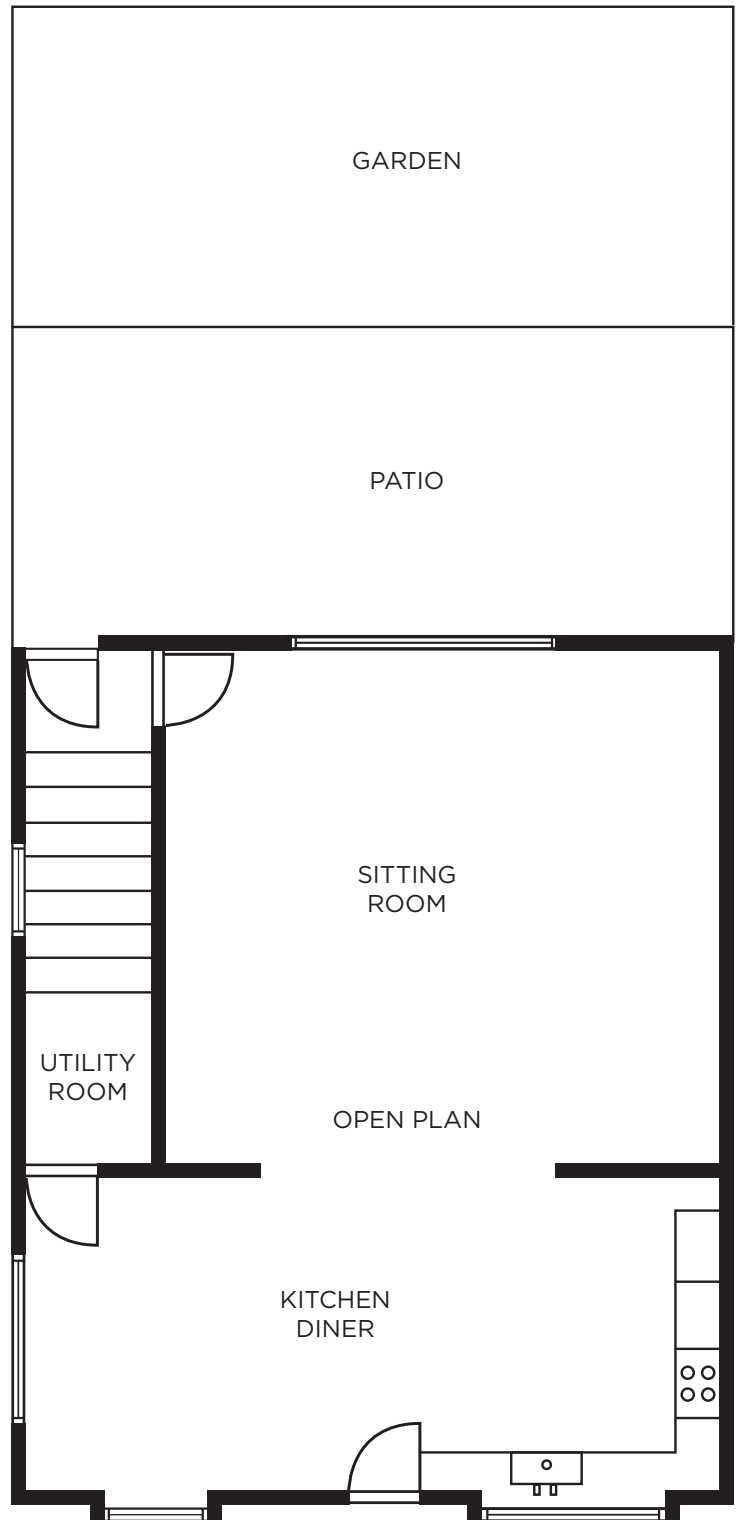 GARDEN
PATIO
SITTING
ROOM
UTILITY
ROOM
OPEN PLAN
KITCHEN
DINER